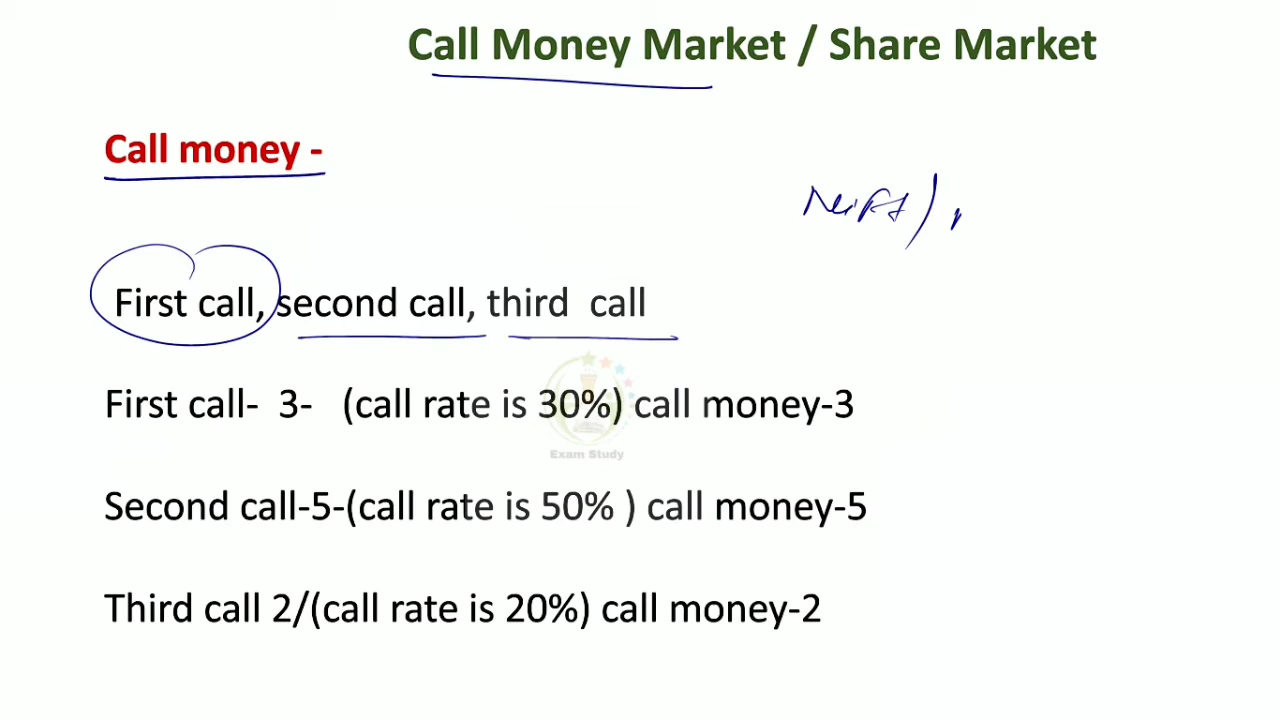 Call Money Market / Share Market
Call money -
First call, second call, third call
First call- 3- (call rate is 30%) call money-3
Exam Study
Second call-5-(call rate is 50% ) call money-5
Third call 2/(call rate is 20%) call money-2